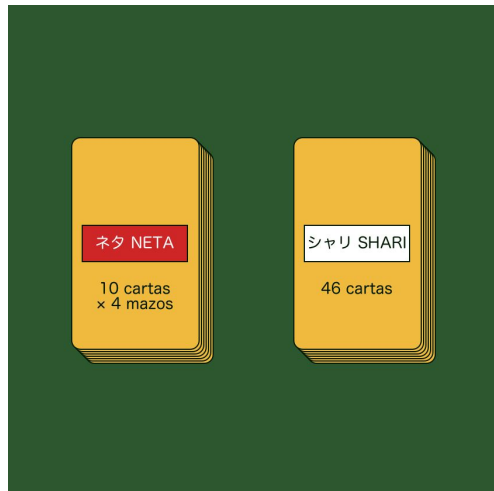 ネタ NETA
10 cartas
× 4 mazos
シャリ SHARI
46 cartas